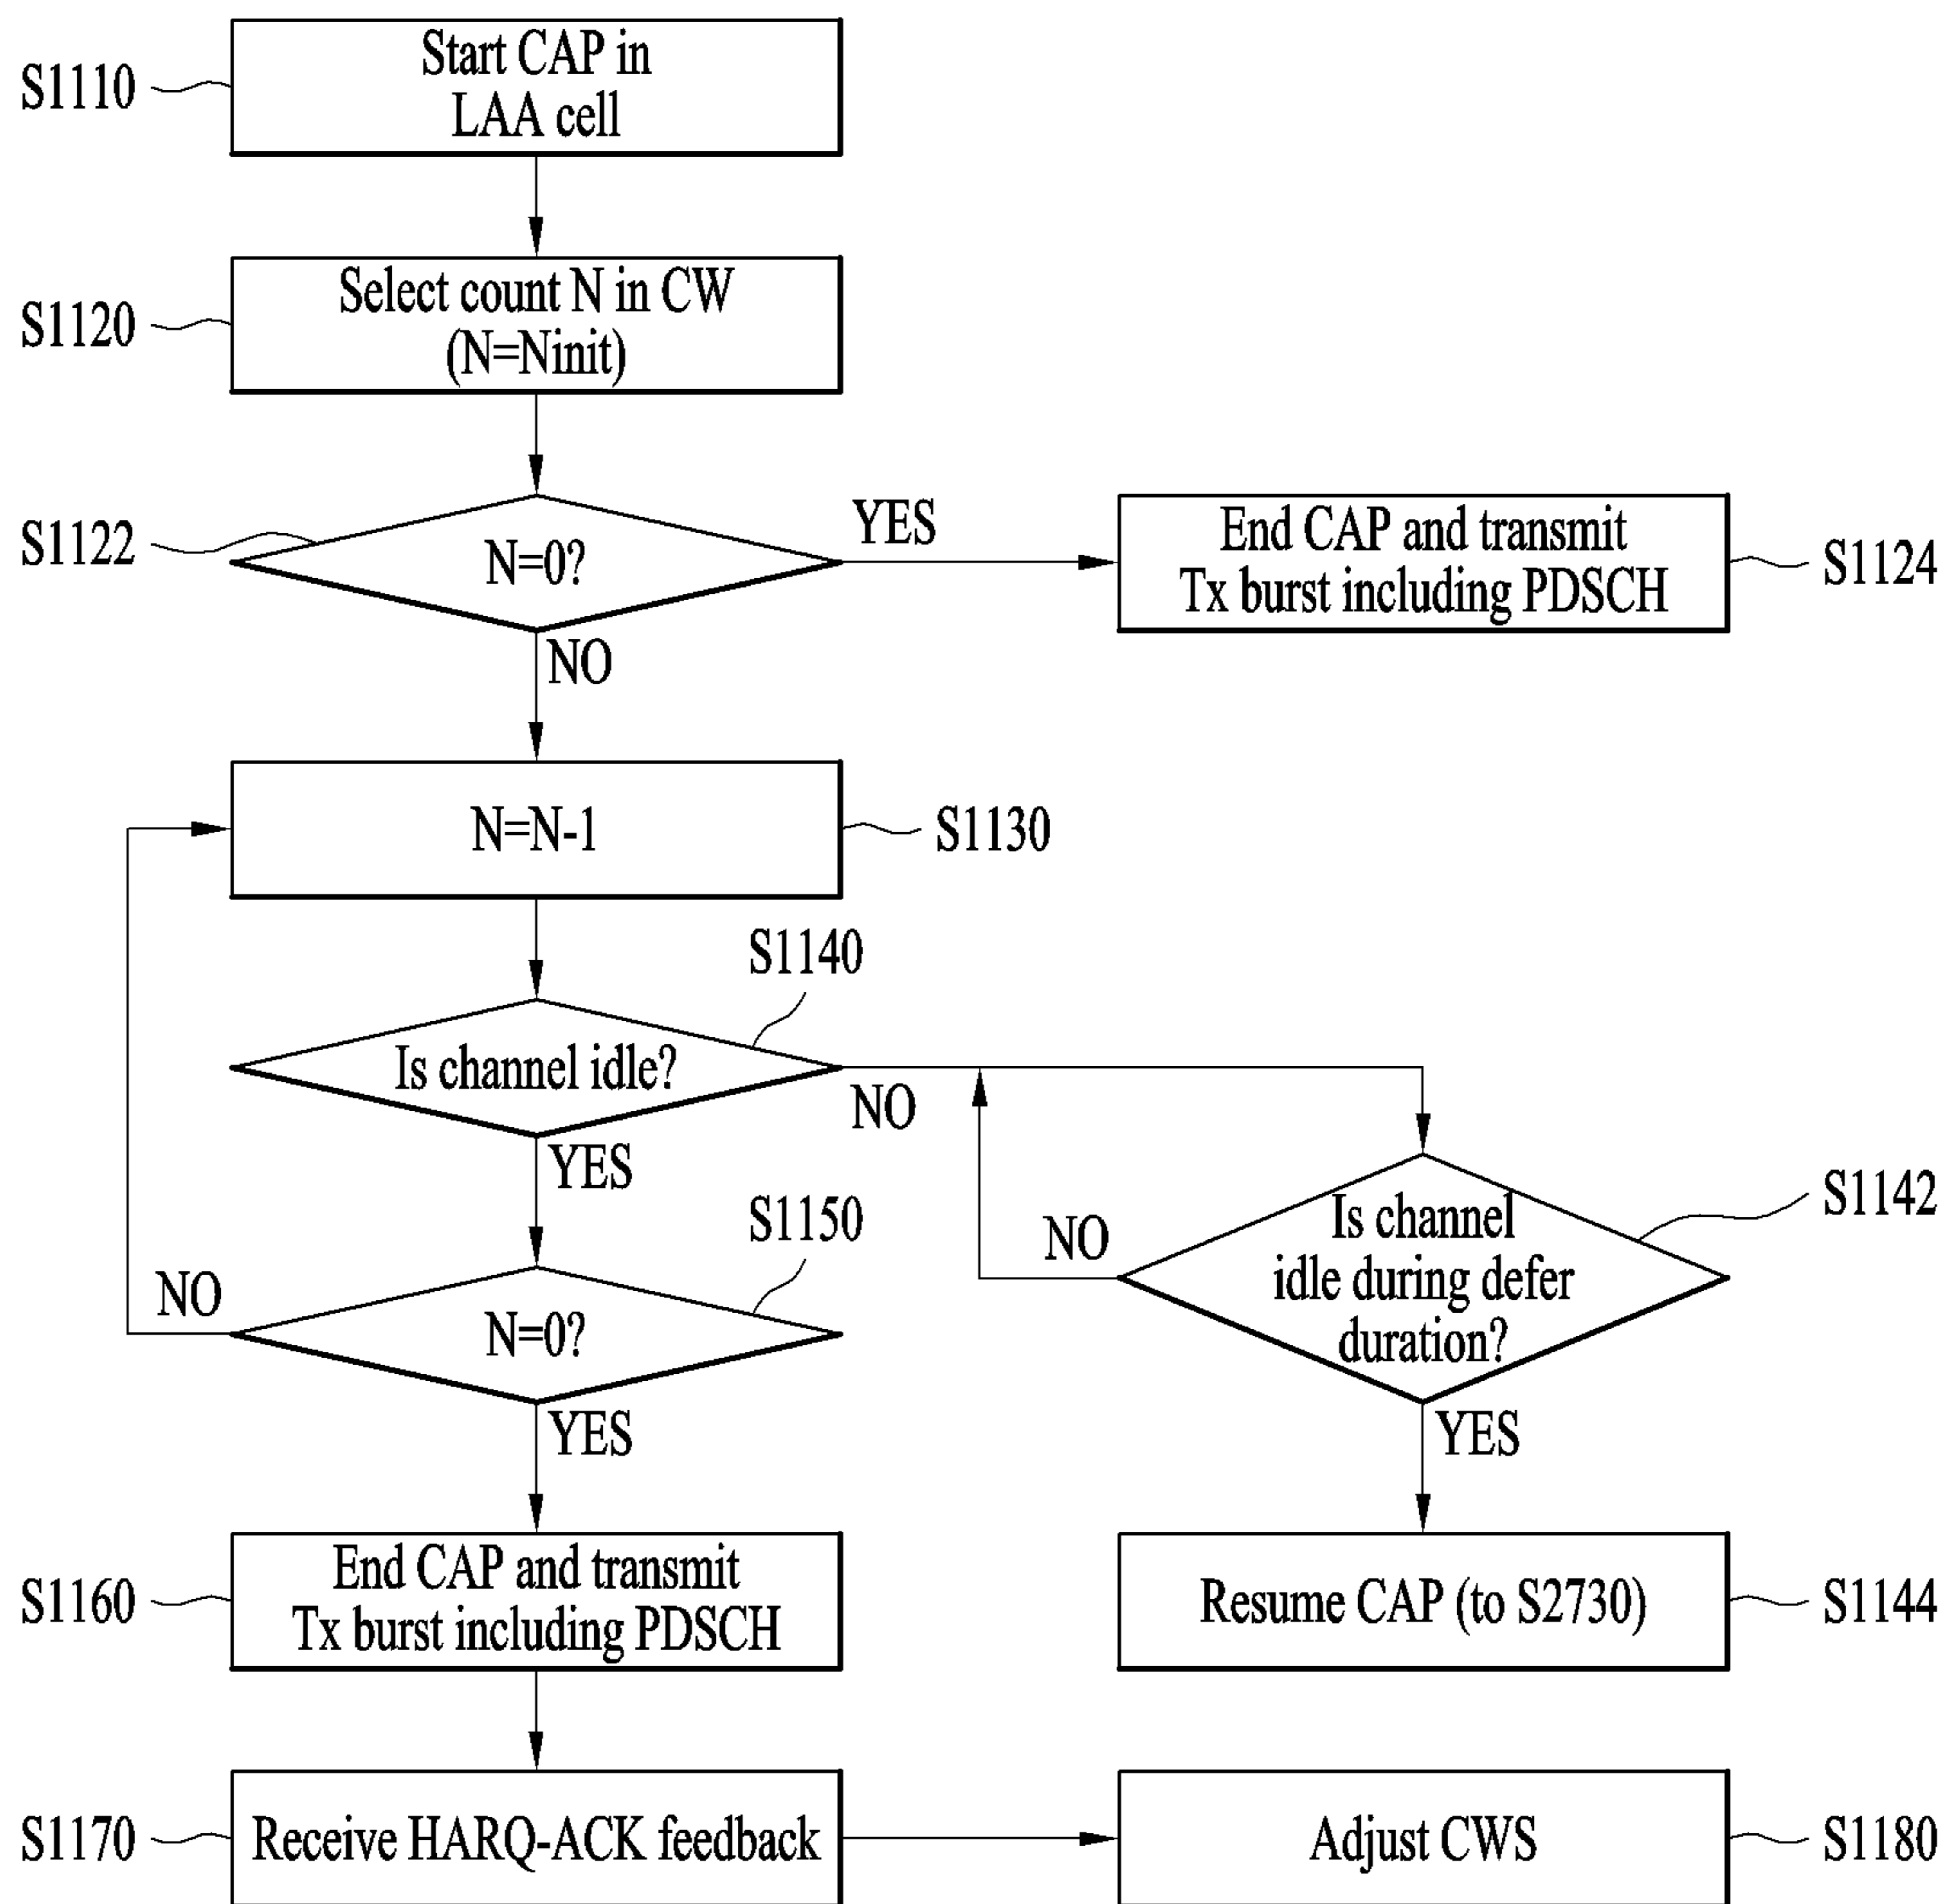 S1110
Start CAP in
LAA cell
S1120
Select count N in CW
(N=Ninit)
S1122
N=0?
YES
End CAP and transmit
Tx burst including PDSCH
S1124
NO
N=N-1
S1130
S1140
Is channel idle?
NO
YES
S1142
Is channel
idle during defer
duration?
NO
S1150
NO
N=0?
YES
YES
S1160
End CAP and transmit
Tx burst including PDSCH
Resume CAP (to S2730)
S1144
S1170
Receive HARQ-ACK feedback
Adjust CWS
S1180